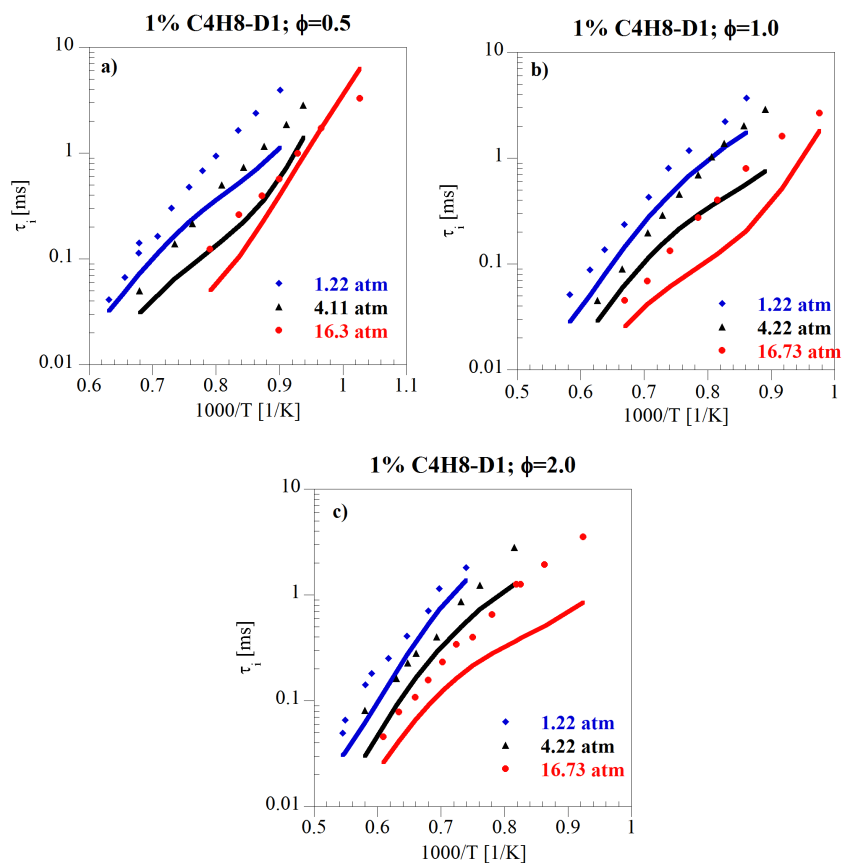 1% C4H8-D1; ϕ=0.5
a)
10
1
0.1
0.01
τi [ms]
1.22 atm
4.11 atm
16.3 atm
0.6 0.7 0.8 0.9 1 1.1
1000/T [1/K]
1% C4H8-D1; ϕ=1.0
b)
10
1
0.1
0.01
τi [ms]
1.22 atm
4.22 atm
16.73 atm
0.5 0.6 0.7 0.8 0.9 1
1000/T [1/K]
1% C4H8-D1; ϕ=2.0
c)
10
1
0.1
0.01
τi [ms]
1.22 atm
4.22 atm
16.73 atm
0.5 0.6 0.7 0.8 0.9 1
1000/T [1/K]